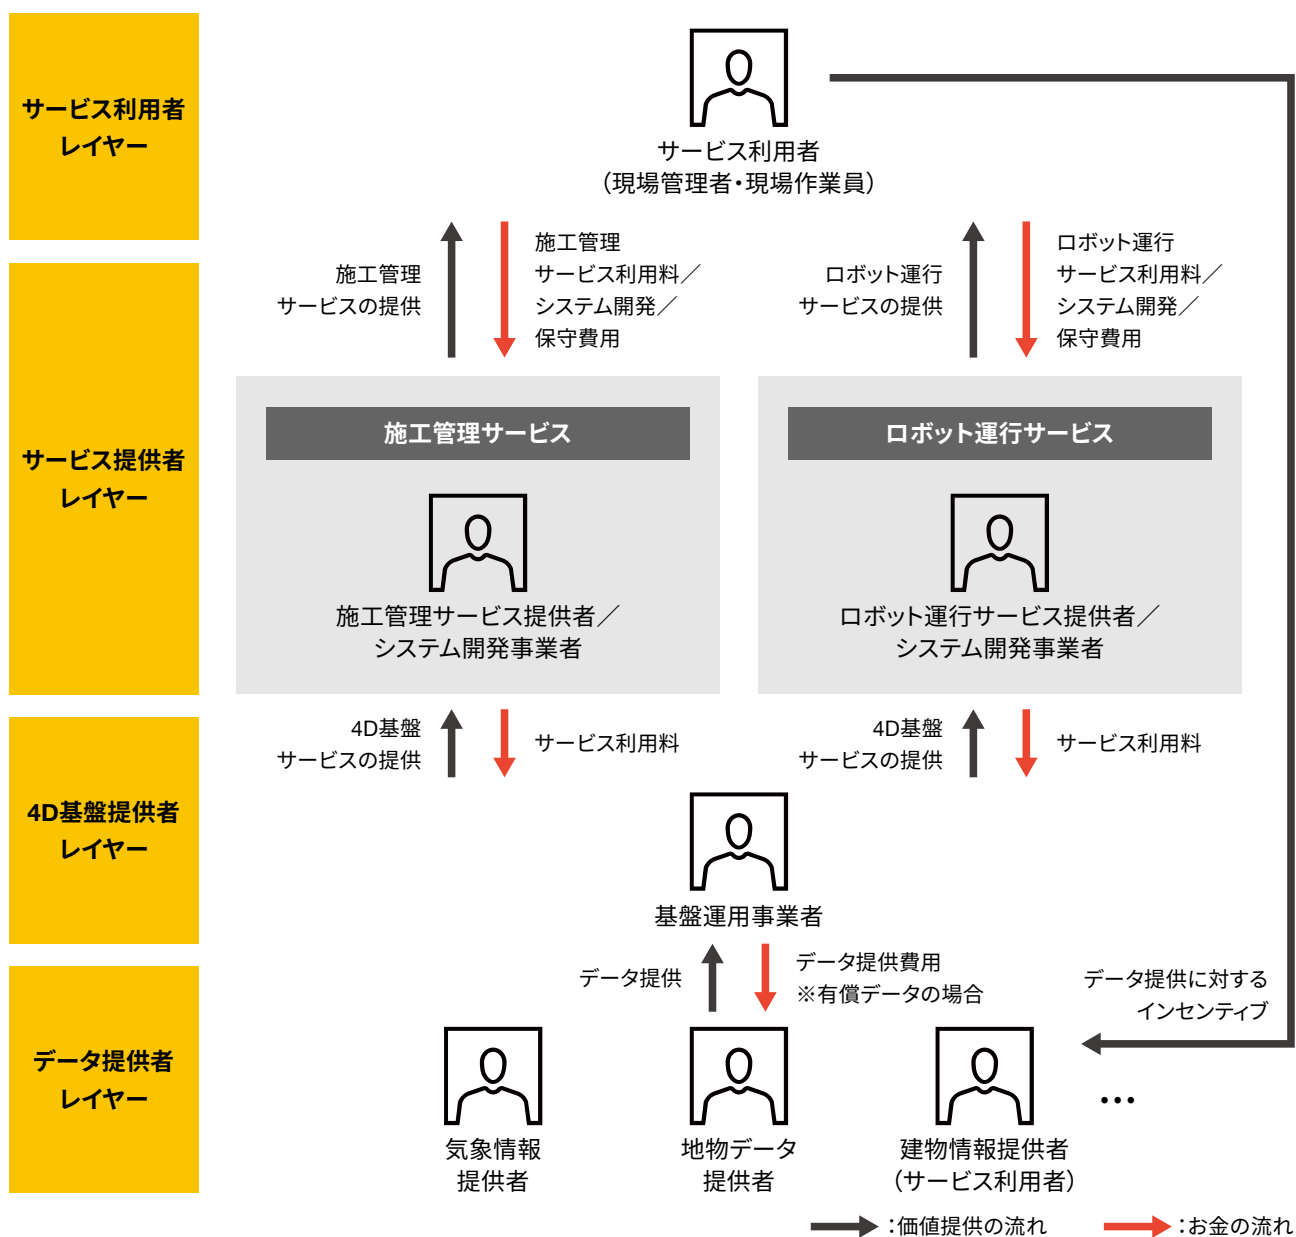 サービス利用者
レイヤー
サービス利用者
（現場管理者・現場作業員）
施工管理
サービスの提供
施工管理
サービス利用料／
システム開発／
保守費用
ロボット運行
サービスの提供
ロボット運行
サービス利用料／
システム開発／
保守費用
サービス提供者
レイヤー
施工管理サービス
施工管理サービス提供者／
システム開発事業者
ロボット運行サービス
ロボット運行サービス提供者／
システム開発事業者
4D基盤
サービスの提供
サービス利用料
4D基盤
サービスの提供
サービス利用料
4D基盤提供者
レイヤー
基盤運用事業者
データ提供
データ提供費用
※有償データの場合
データ提供に対する
インセンティブ
データ提供者
レイヤー
気象情報
提供者
地物データ
提供者
建物情報提供者
（サービス利用者）
…
：価値提供の流れ
：お金の流れ